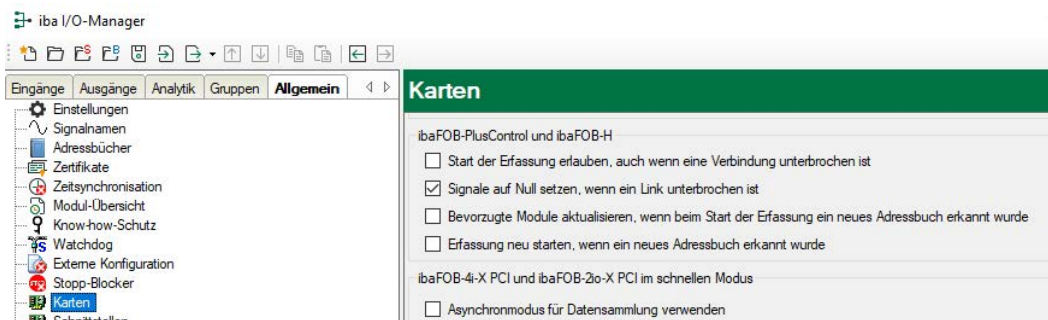 iba I/O-Manager
Eingänge Ausgänge Analytik Gruppen Allgemein
Einstellungen
Signalnamen
Adressbücher
Zertifikate
Zeitsynchronisation
Modul-Übersicht
Know-how-Schutz
Watchdog
Externe Konfiguration
Stopp-Blocker
Karten
Karten
ibaFOB-PlusControl und ibaFOB-H
Start der Erfassung erlauben, auch wenn eine Verbindung unterbrochen ist
Signale auf Null setzen, wenn ein Link unterbrochen ist
Bevorzugte Module aktualisieren, wenn beim Start der Erfassung ein neues Adressbuch erkannt wurde
Erfassung neu starten, wenn ein neues Adressbuch erkannt wurde
ibaFOB-4i-X PCI und ibaFOB-2io-X PCI im schnellen Modus
Asynchronmodus für Datensammlung verwenden